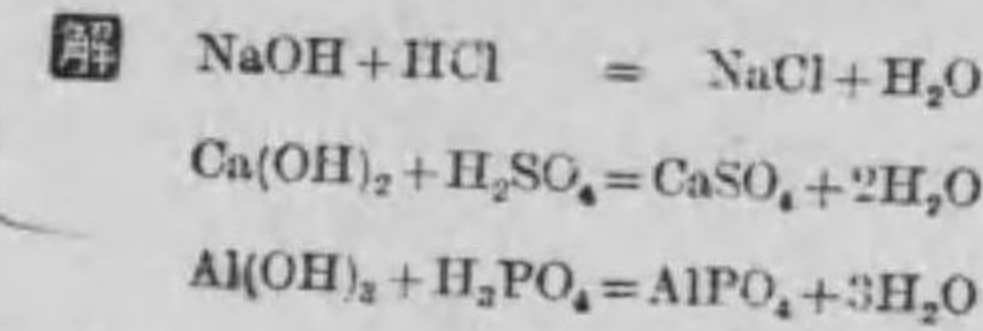 解 NaOH+HCl = NaCl+H₂O
Ca(OH)₂+H₂SO₄=CaSO₄+2H₂O
Al(OH)₃+H₃PO₄=AlPO₄+3H₂O